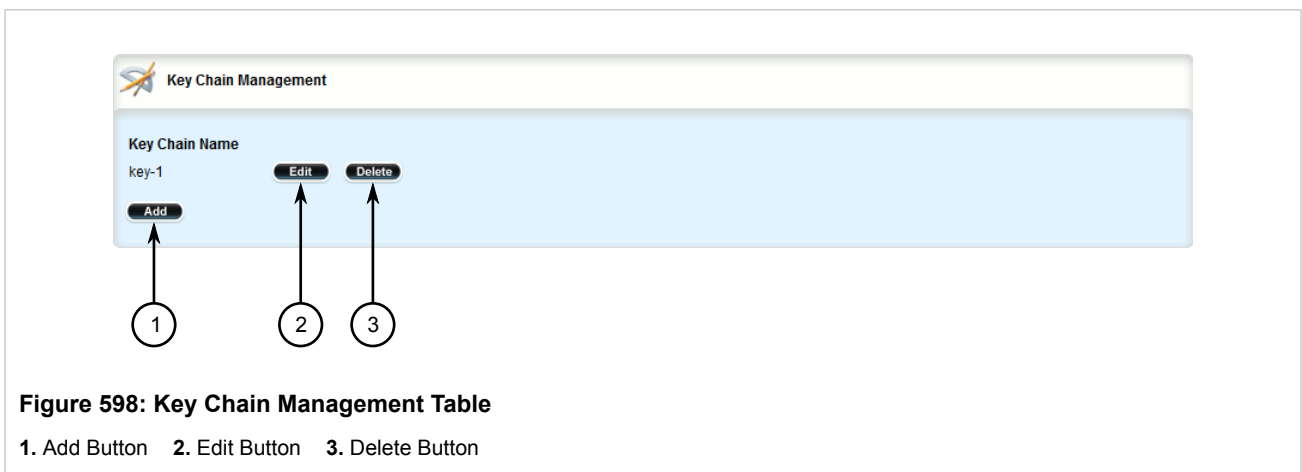 Key Chain Management
Key Chain Name
key-1 Edit Delete
Add
1 2 3
Figure 598: Key Chain Management Table
1. Add Button 2. Edit Button 3. Delete Button